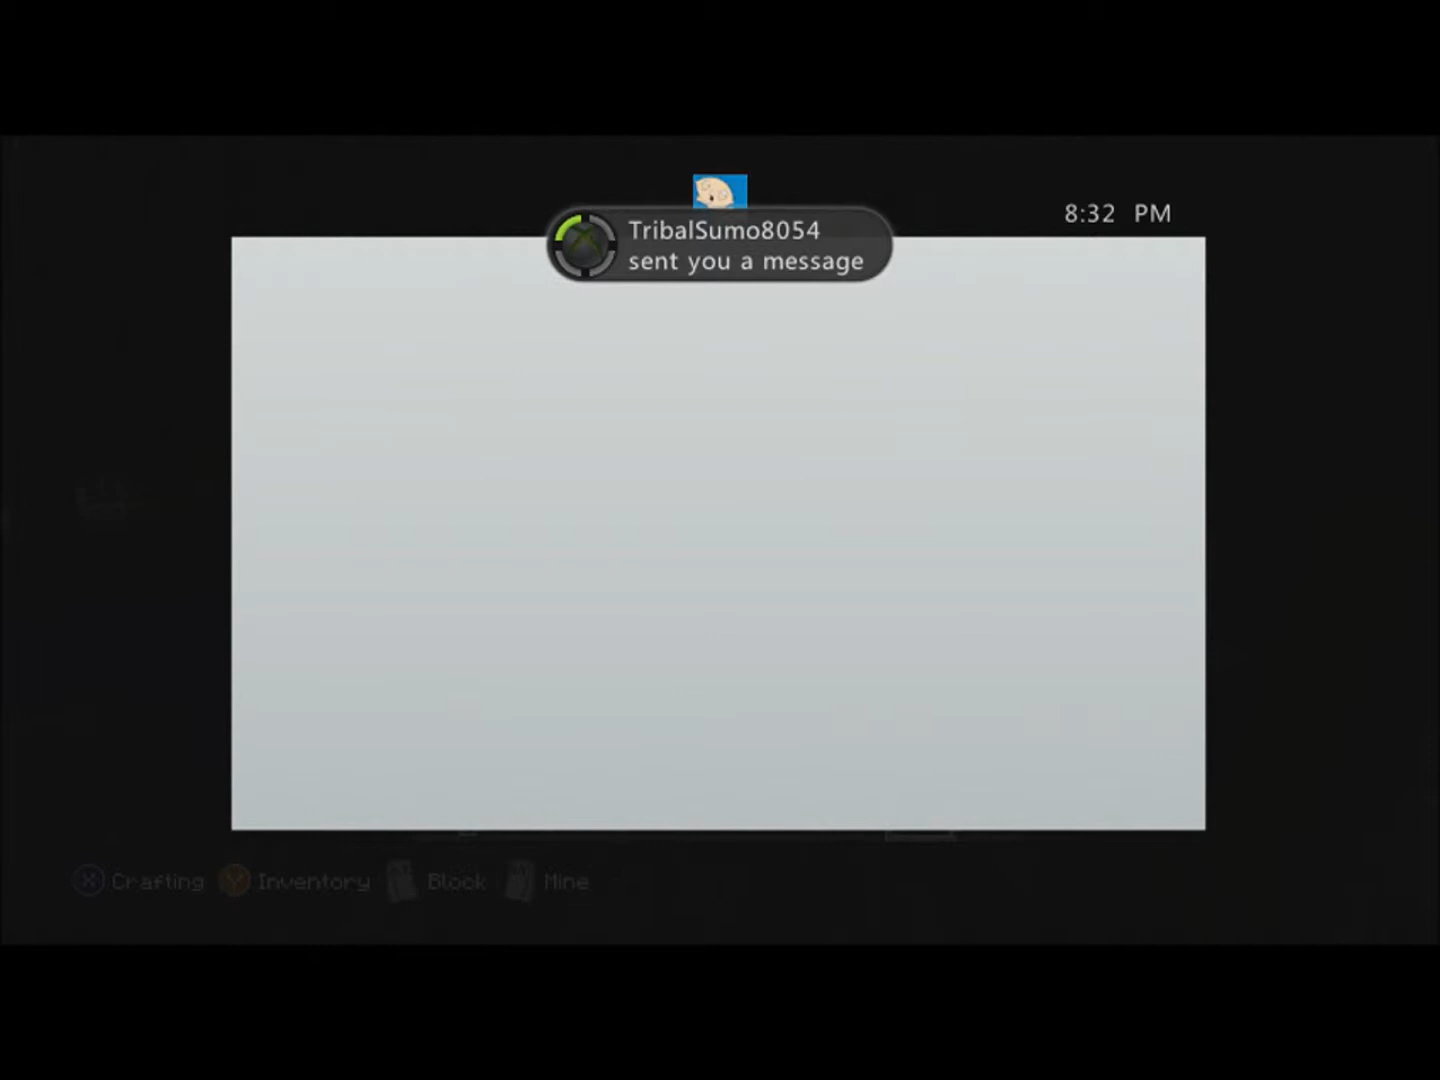 8:32 PM
TribalSumo8054
sent you a message
Crafting Inventory Block Mine